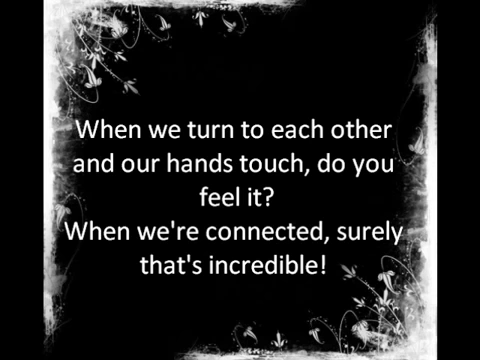 When we turn to each other
and our hands touch, do you
feel it?
When we're connected, surely
that's incredible!